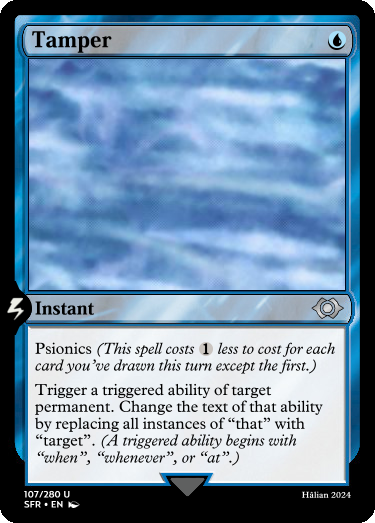 Tamper
Instant
Psionics (This spell costs 1 less to cost for each
card you've drawn this turn except the first.)
Trigger a triggered ability of target
permanent. Change the text of that ability
by replacing all instances of “that” with
“target”. (A triggered ability begins with
“when”, “whenever”, or “at”.)
107/280 U
SFR • EN
Hålian 2024